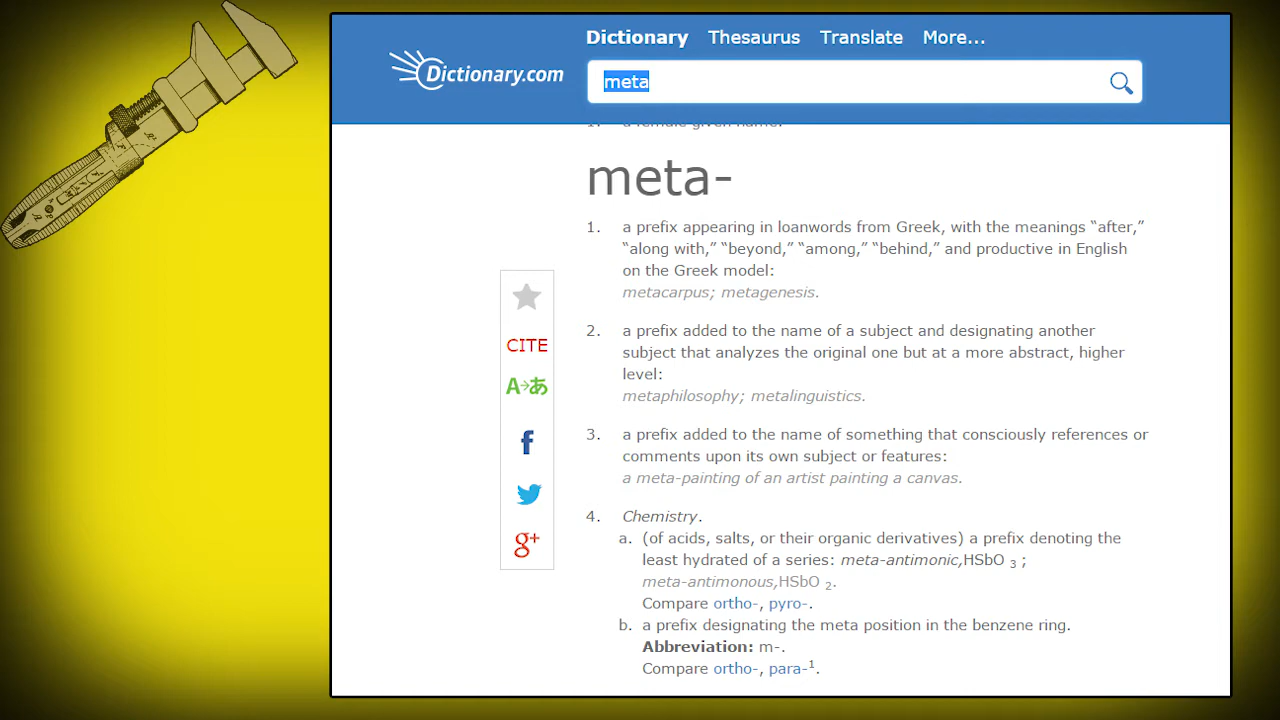 Dictionary Thesaurus Translate More...
Dictionary.com
meta
1. a female given name.
meta-
1. a prefix appearing in loanwords from Greek, with the meanings “after,”
“along with,” “beyond,” “among,” “behind,” and productive in English
on the Greek model:
metacarpus; metagenesis.
2. a prefix added to the name of a subject and designating another
subject that analyzes the original one but at a more abstract, higher
level:
metaphilosophy; metalinguistics.
CITE
A→あ
3. a prefix added to the name of something that consciously references or
comments upon its own subject or features:
a meta-painting of an artist painting a canvas.
f
g+
4. Chemistry.
a. (of acids, salts, or their organic derivatives) a prefix denoting the
least hydrated of a series: meta-antimonic,HSbO 3 ;
meta-antimonous,HSbO 2.
Compare ortho-, pyro-.
b. a prefix designating the meta position in the benzene ring.
Abbreviation: m-.
Compare ortho-, para-1.